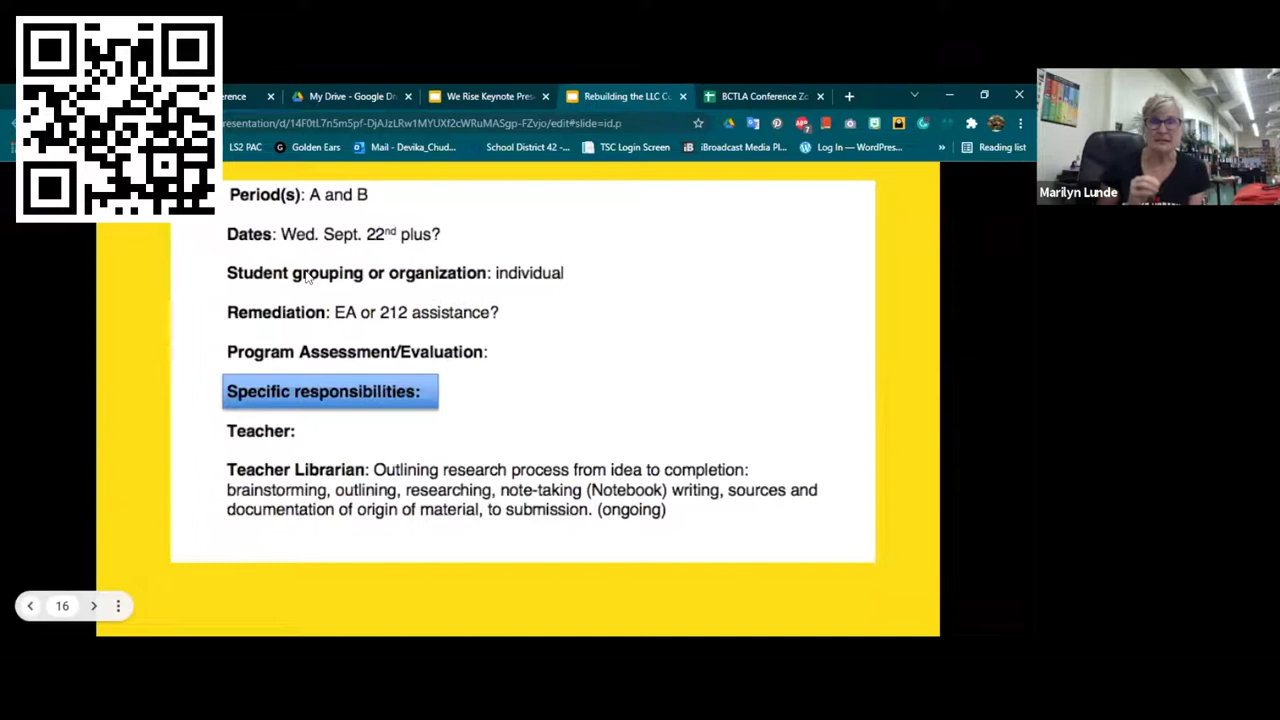 erence
My Drive - Google Dr
We Rise Keynote Pres
Rebuilding the LLC Cu
BCTLA Conference Zo
LS2 PAC
Golden Ears
Mail - Devika_Chud...
School District 42 -...
TSC Login Screen
iBroadcast Media Pl...
Log In — WordPres...
»
Reading list
Marilyn Lunde
Period(s): A and B
Dates: Wed. Sept. 22nd plus?
Student grouping or organization: individual
Remediation: EA or 212 assistance?
Program Assessment/Evaluation:
Specific responsibilities:
Teacher:
Teacher Librarian: Outlining research process from idea to completion:
brainstorming, outlining, researching, note-taking (Notebook) writing, sources and
documentation of origin of material, to submission. (ongoing)
16